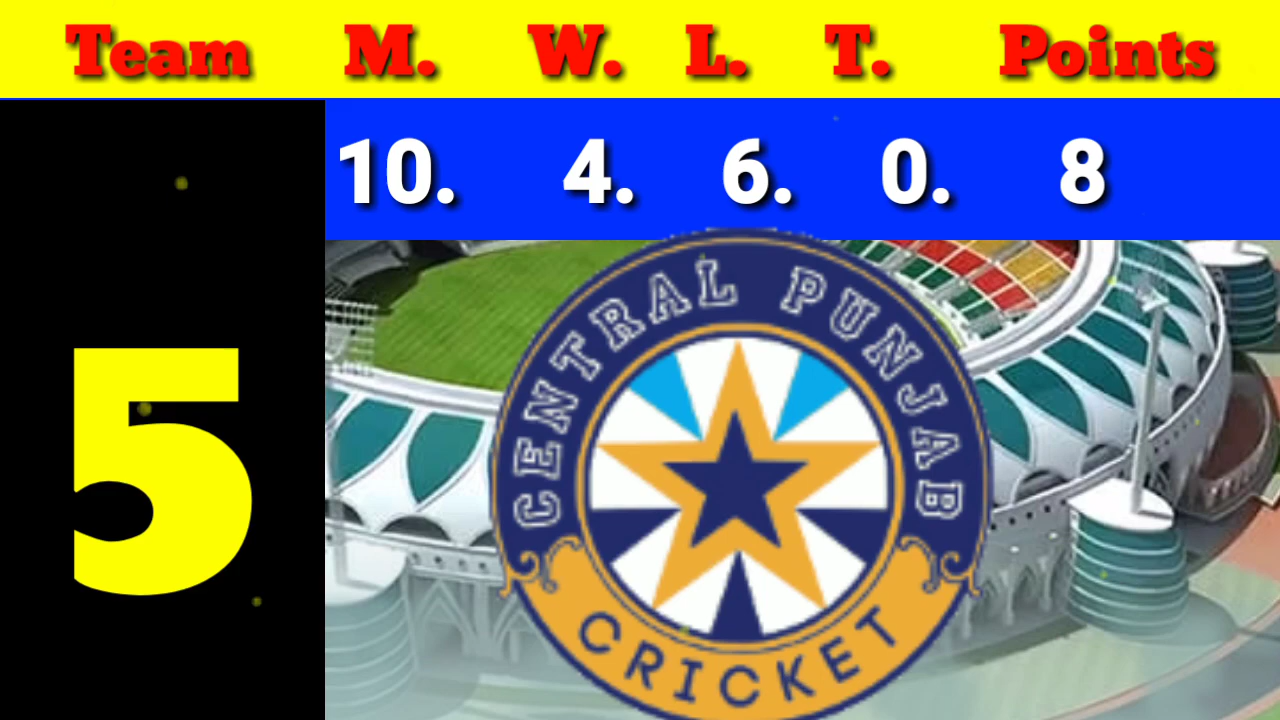 Team M. W. L. T. Points
10. 4. 6. 0. 8
5
CENTRAL PUNJAB
CRICKET